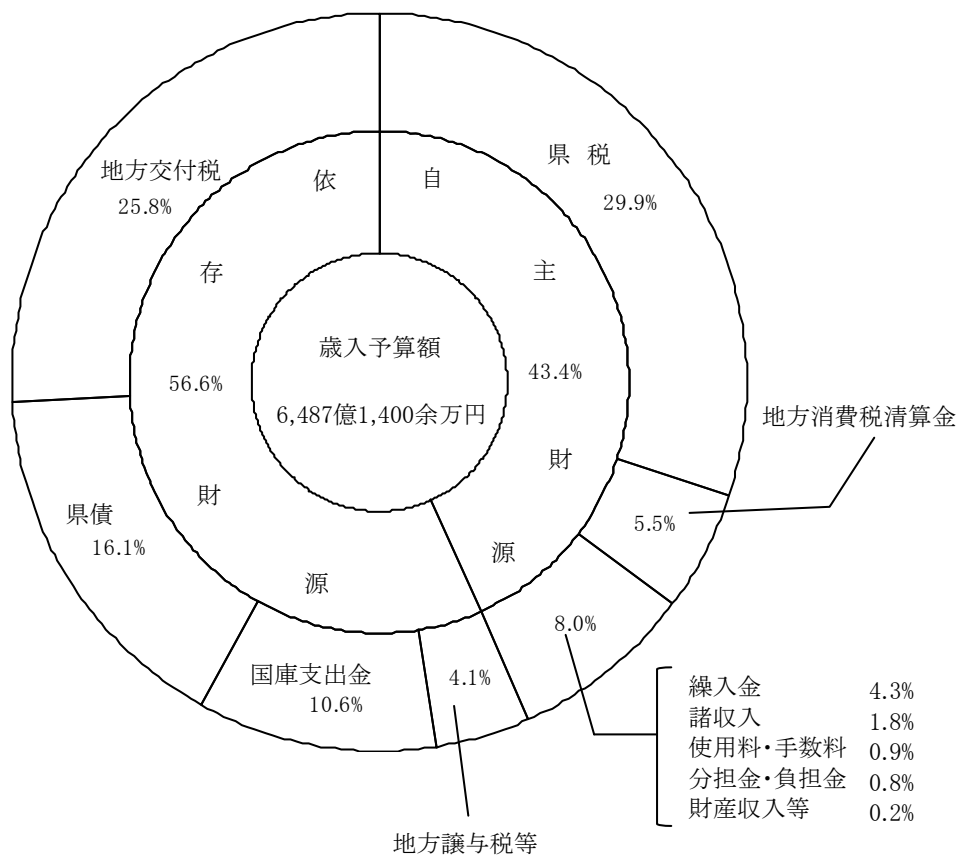 県 税
29.9%
地方交付税
25.8%
依
存
財
源
56.6%
自
主
財
源
43.4%
歳入予算額
6,487億1,400余万円
地方消費税清算金
5.5%
県債
16.1%
8.0%
国庫支出金
10.6%
4.1%
繰入金 4.3%
諸収入 1.8%
使用料・手数料 0.9%
分担金・負担金 0.8%
財産収入等 0.2%
地方譲与税等